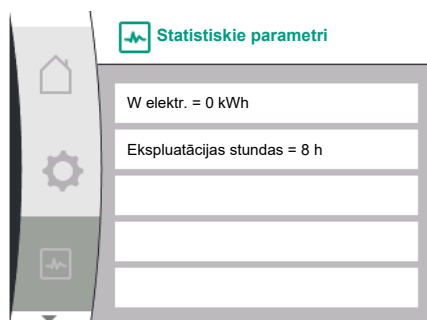 Statistiskie parametri
W elektr. = 0 kWh
Ekspluatācijas stundas = 8 h